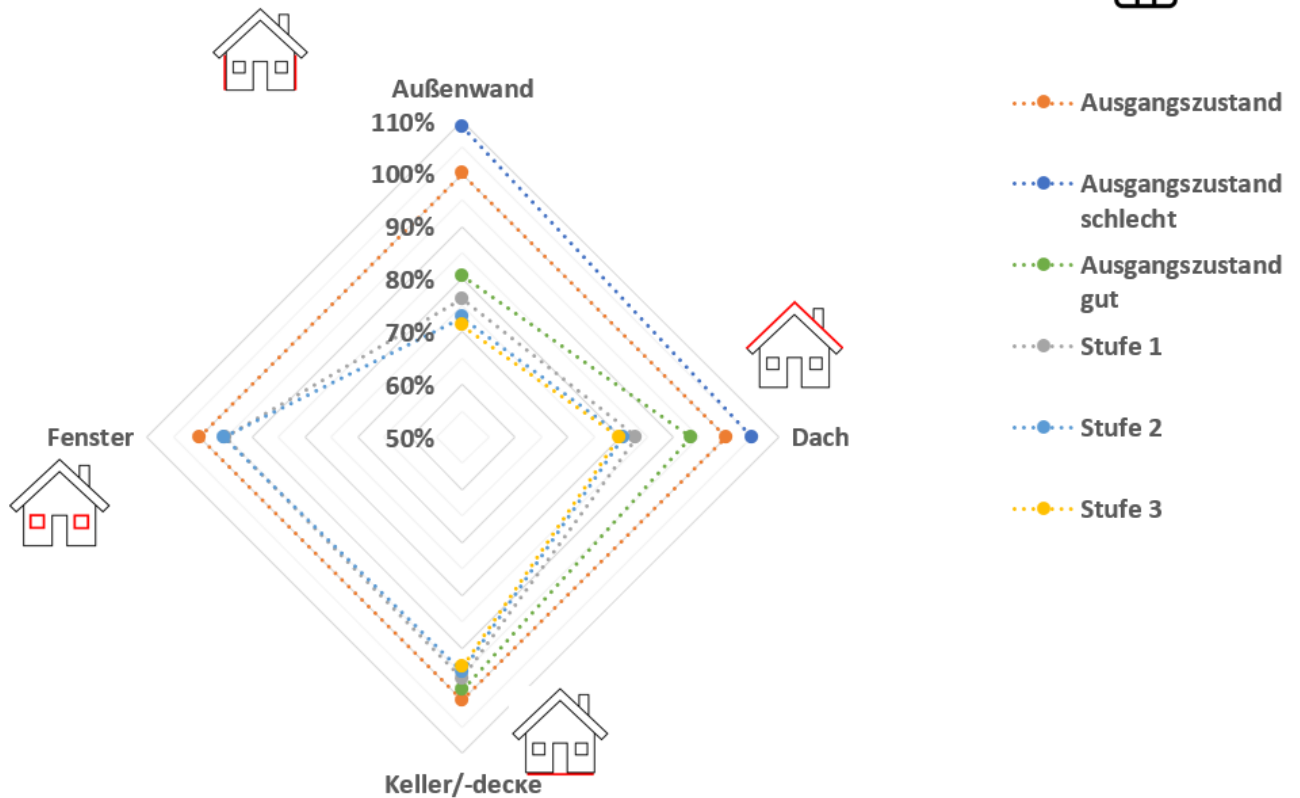 Außenwand
110%
100%
90%
80%
70%
60%
50%
Fenster
Dach
Keller/-decke
Ausgangszustand
Ausgangszustand
schlecht
Ausgangszustand
gut
Stufe 1
Stufe 2
Stufe 3